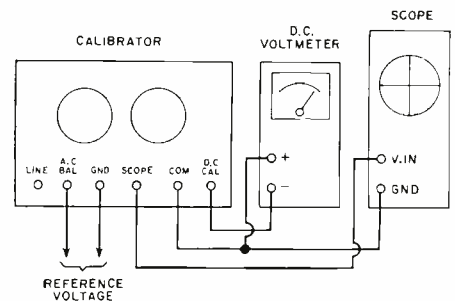 SCOPE
D.C.
VOLTMETER
CALIBRATOR
LINE
A.C
BAL
GND
SCOPE
COM
D.C
CAL
+
−
V.IN
GND
REFERENCE
VOLTAGE